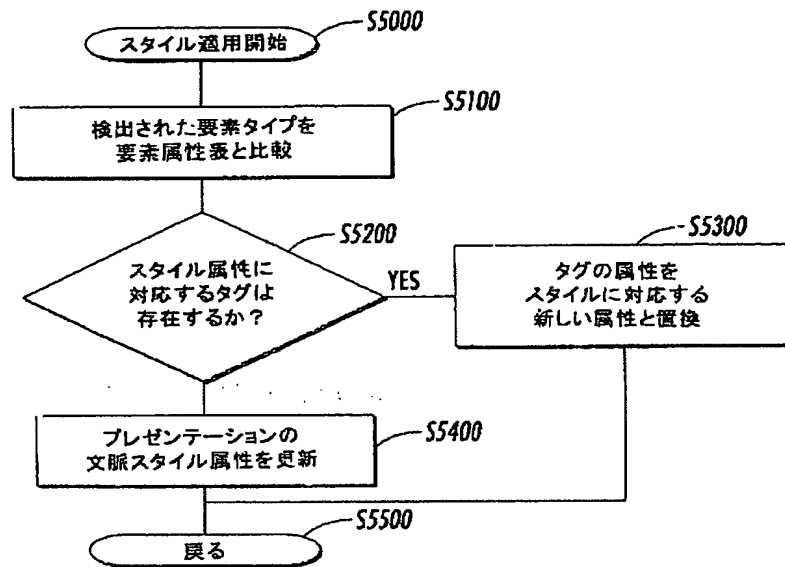 スタイル適用開始
S5000
検出された要素タイプを
要素属性表と比較
S5100
スタイル属性に
対応するタグは
存在するか?
S5200
YES
タグの属性を
スタイルに対応する
新しい属性と置換
S5300
プレゼンテーションの
文脈スタイル属性を更新
S5400
戻る
S5500